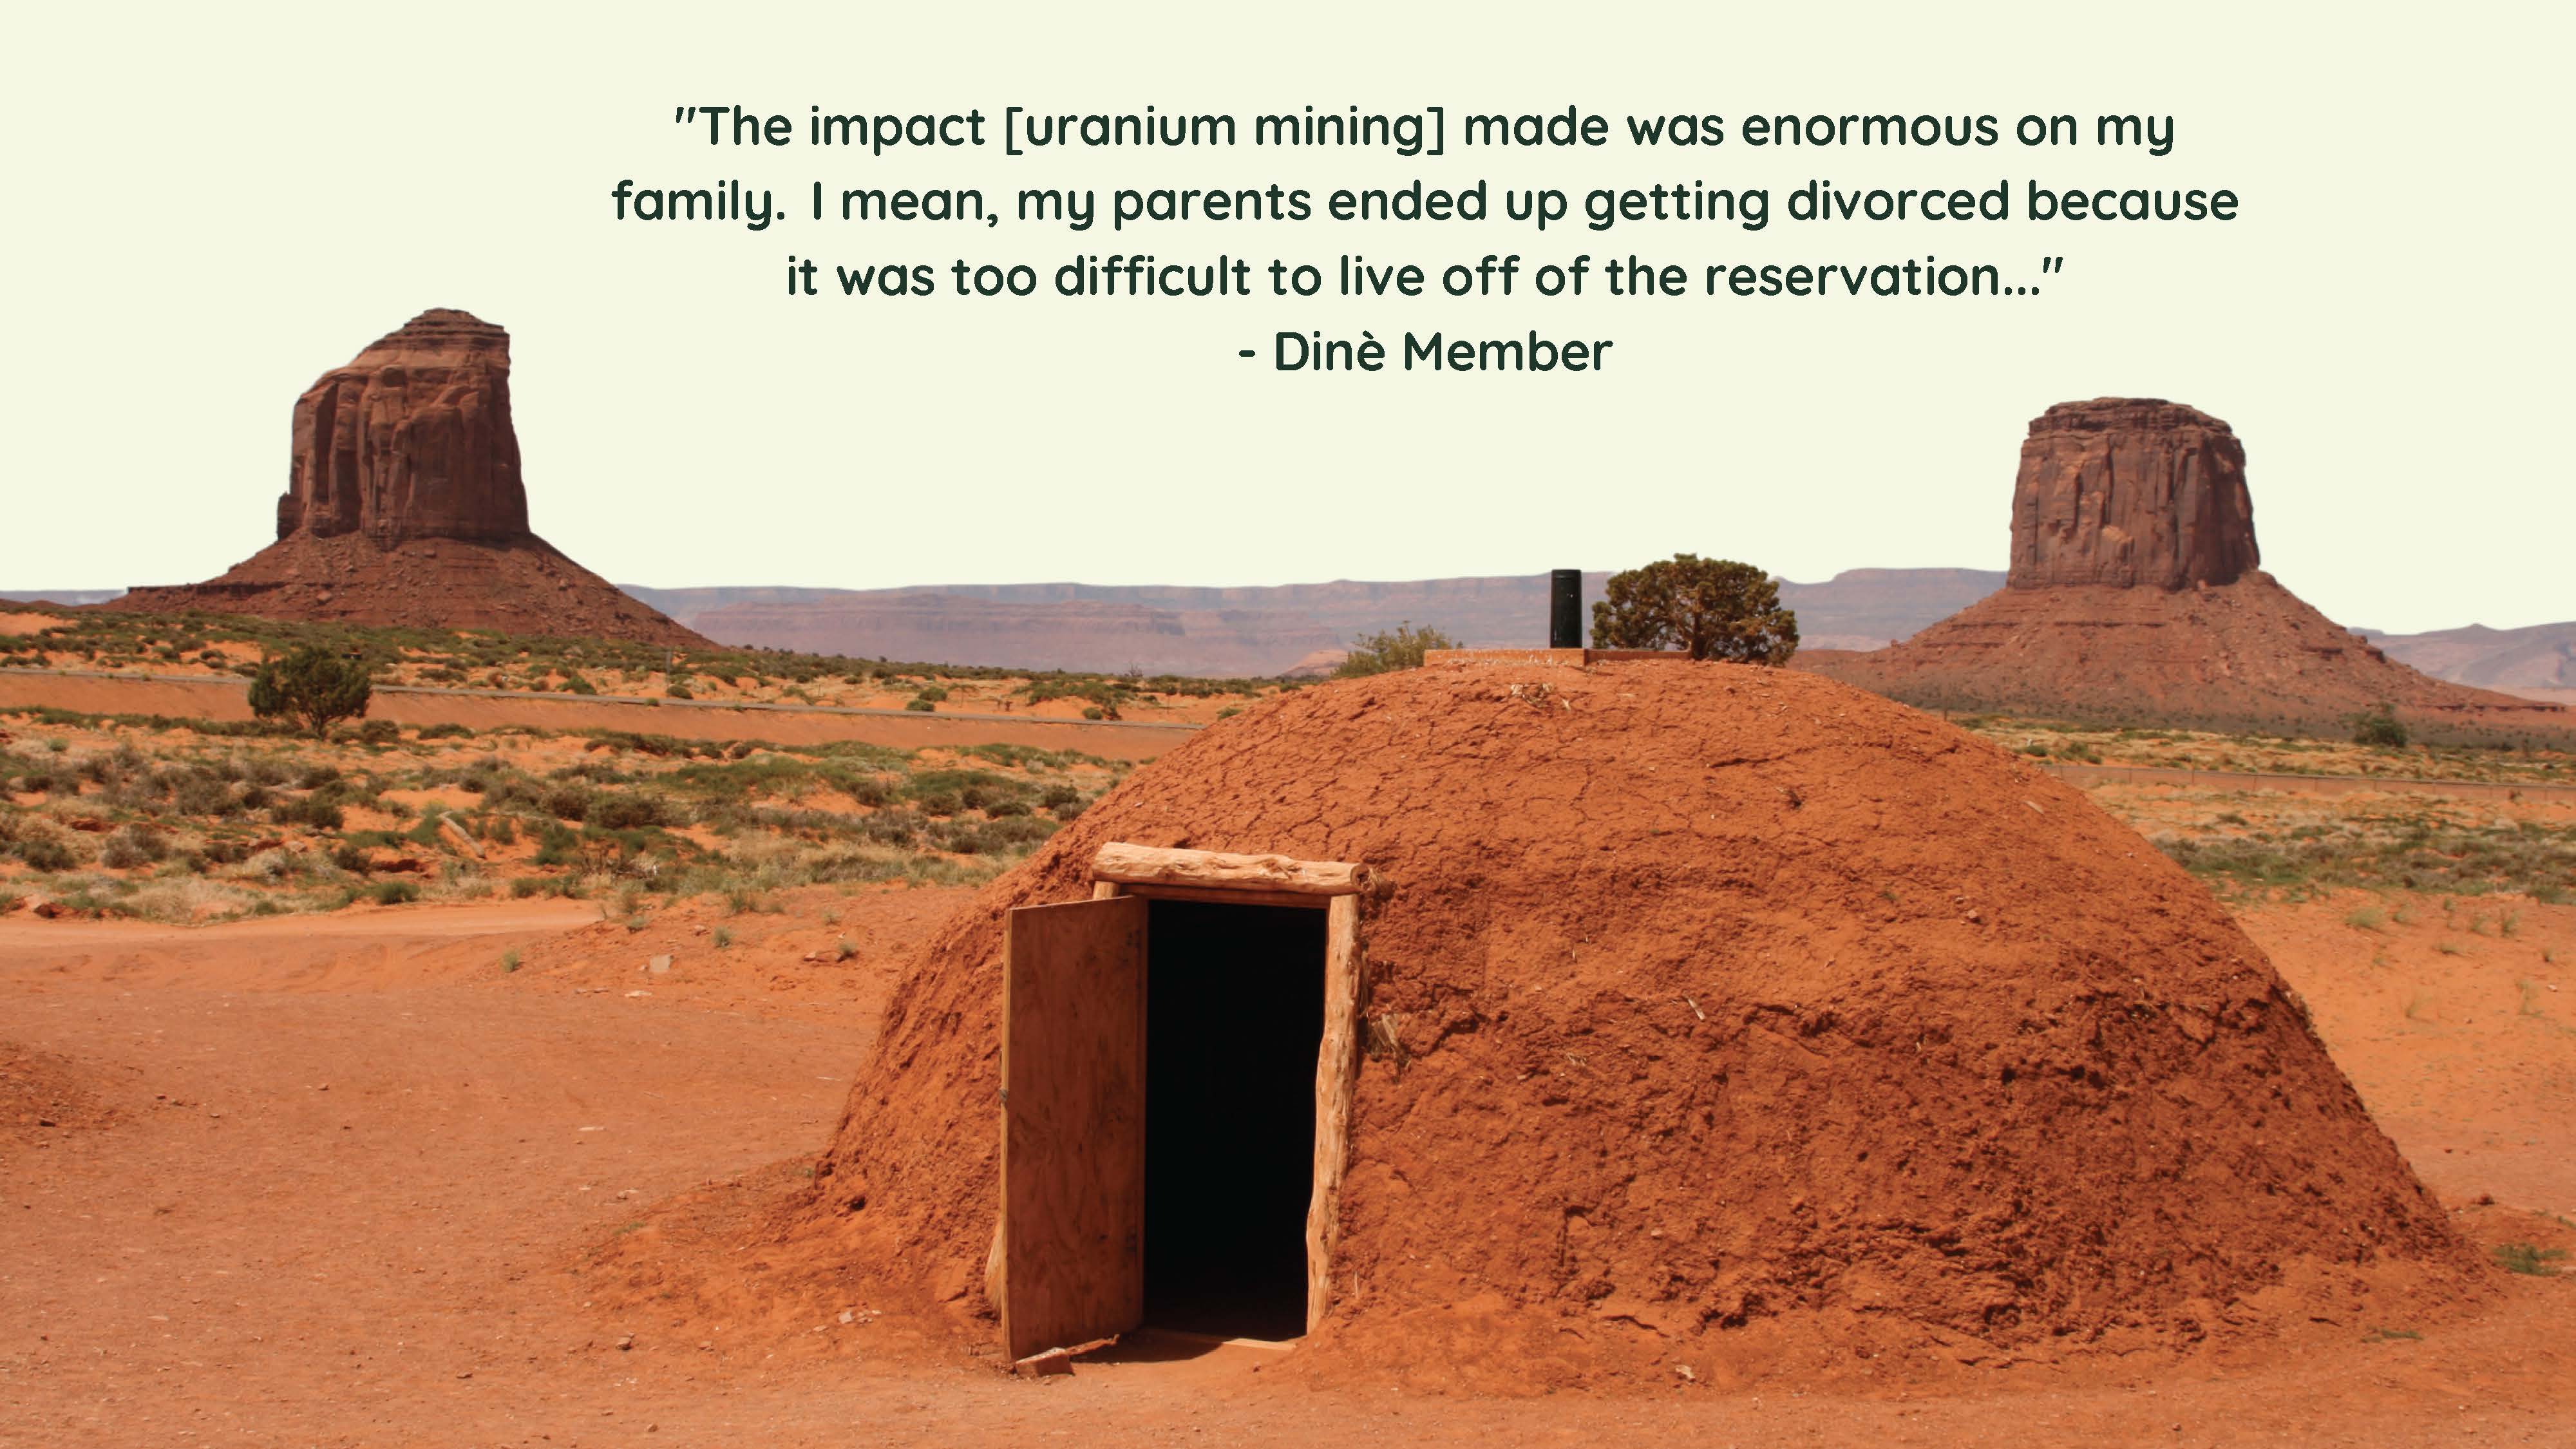 "The impact [uranium mining] made was enormous on my
family. I mean, my parents ended up getting divorced because
it was too difficult to live off of the reservation..."
- Dinè Member